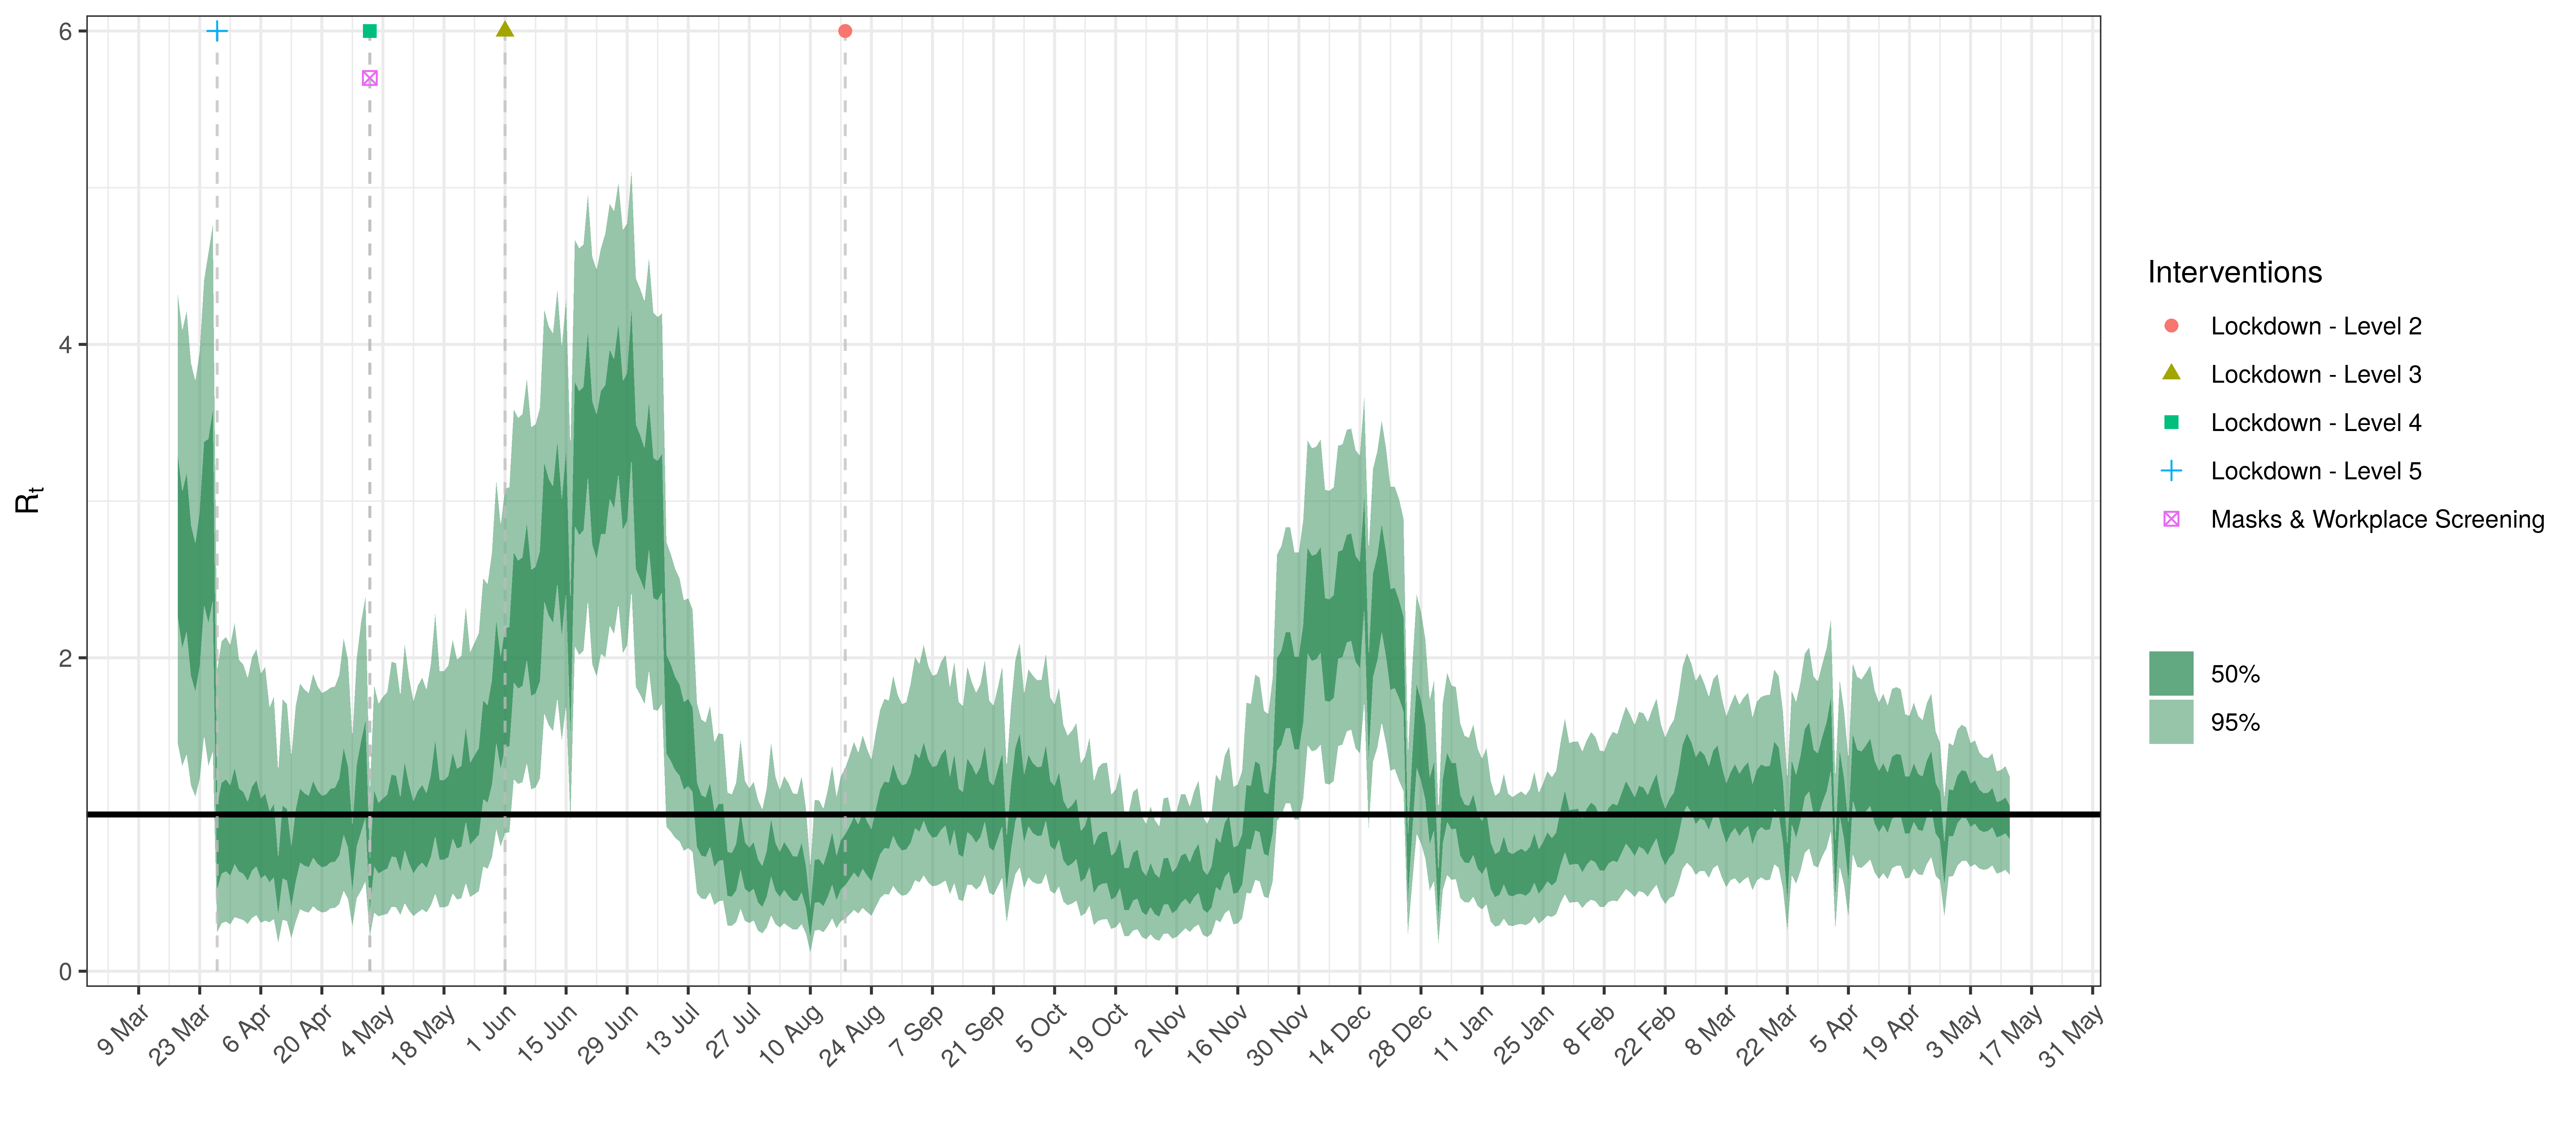 6
4
2
0
Rt
9 Mar
23 Mar
6 Apr
20 Apr
4 May
18 May
1 Jun
15 Jun
29 Jun
13 Jul
27 Jul
10 Aug
24 Aug
7 Sep
21 Sep
5 Oct
19 Oct
2 Nov
16 Nov
30 Nov
14 Dec
28 Dec
11 Jan
25 Jan
8 Feb
22 Feb
8 Mar
22 Mar
5 Apr
19 Apr
3 May
17 May
31 May
Interventions
Lockdown - Level 2
Lockdown - Level 3
Lockdown - Level 4
Lockdown - Level 5
Masks & Workplace Screening
50%
95%